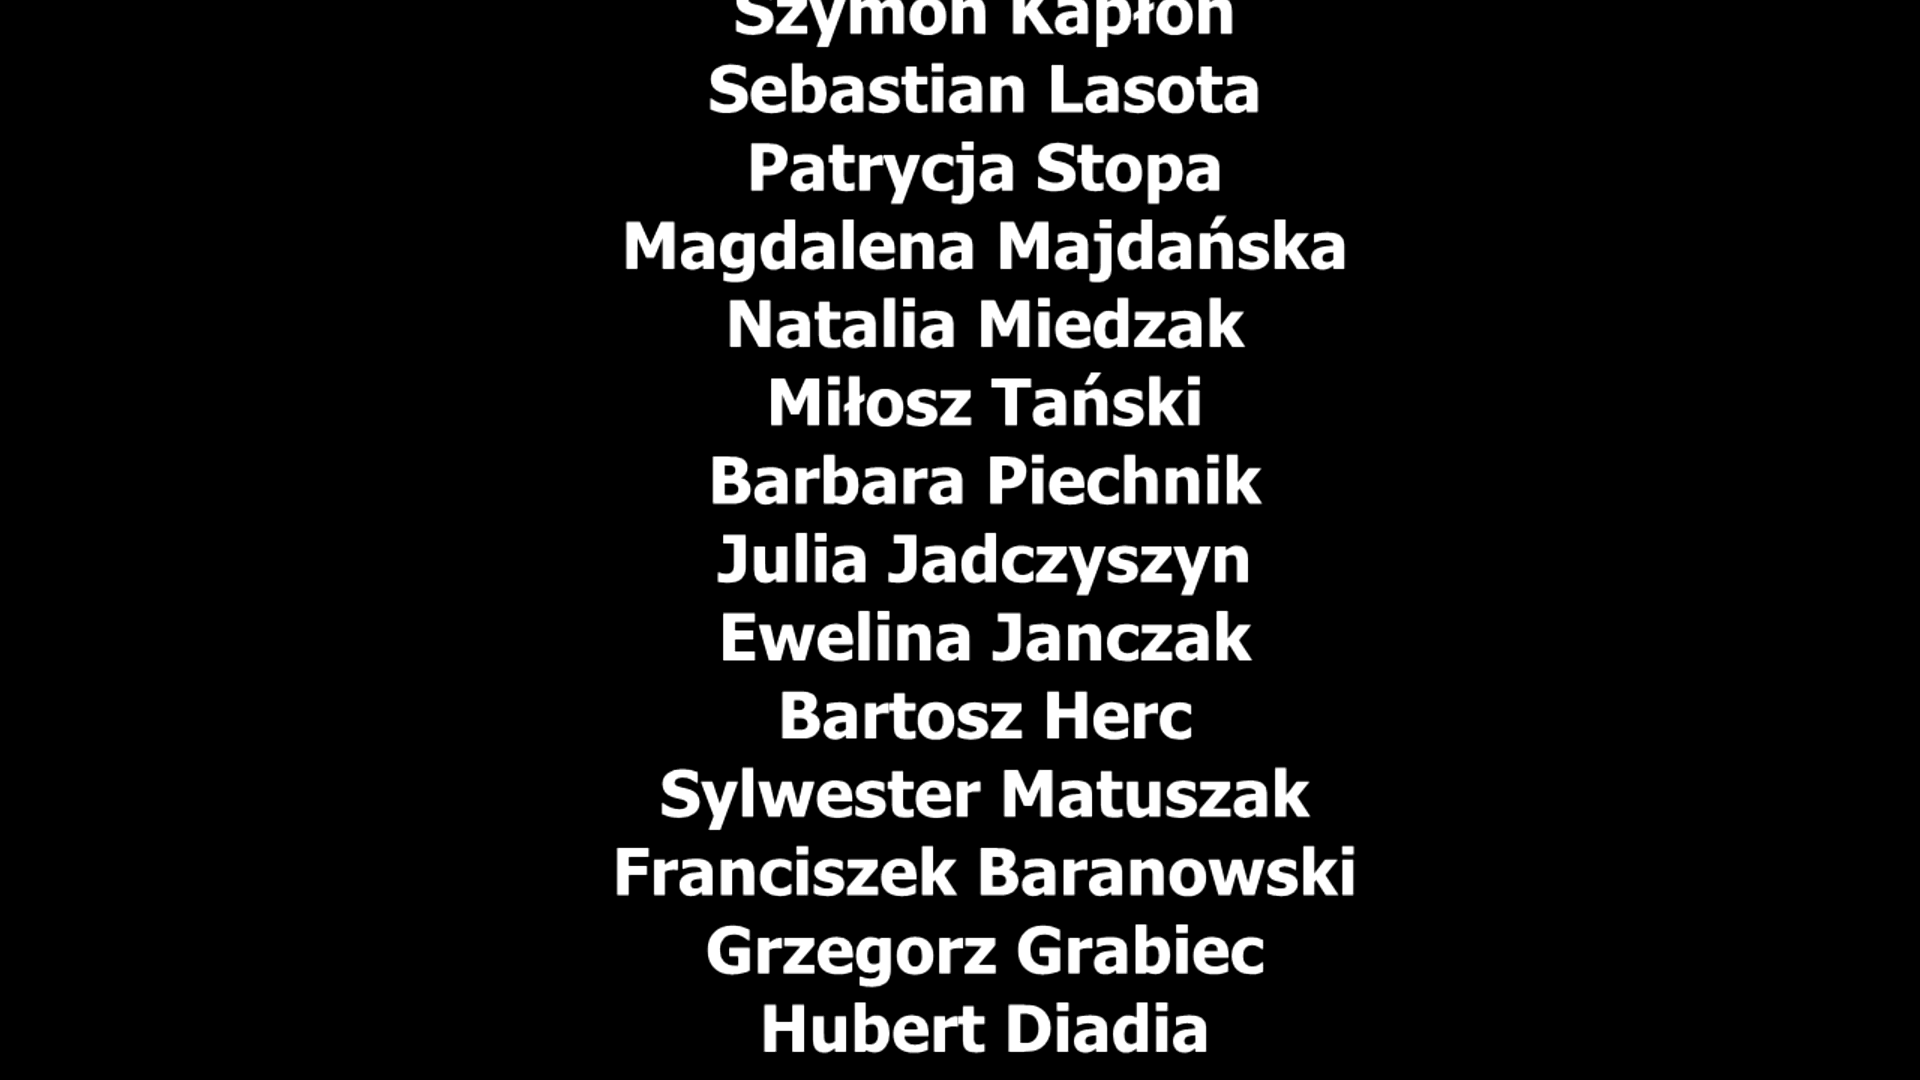 Szymon Kapłon
Sebastian Lasota
Patrycja Stopa
Magdalena Majdańska
Natalia Miedzak
Miłosz Tański
Barbara Piechnik
Julia Jadczyszyn
Ewelina Janczak
Bartosz Herc
Sylwester Matuszak
Franciszek Baranowski
Grzegorz Grabiec
Hubert Diadia